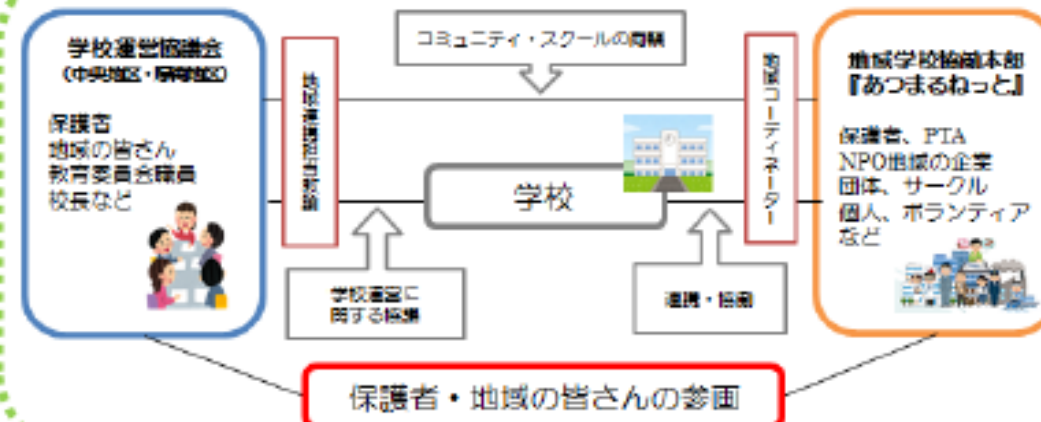 学校運営協議会
(中央地区・厚南地区)
保護者
地域の皆さん
教育委員会職員
校長など
コミュニティ・スクールの両輪
地域コーディネーター
地域学校協働本部
『あつまるねっと』
保護者、PTA
NPO地域の企業
団体、サークル
個人、ボランティア
など
学校
学校運営に
関する協議
連携・協働
保護者・地域の皆さんの参画